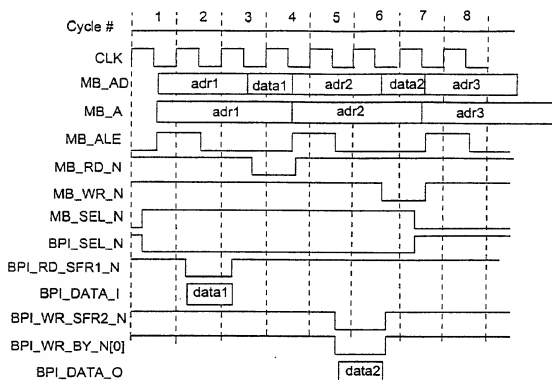 Cycle # 1 2 3 4 5 6 7 8
CLK
MB_AD adr1 data1 adr2 data2 adr3
MB_A adr1 adr2 adr3
MB_ALE
MB_RD_N
MB_WR_N
MB_SEL_N
BPI_SEL_N
BPI_RD_SFR1_N
BPI_DATA_I data1
BPI_WR_SFR2_N
BPI_WR_BY_N[0]
BPI_DATA_O data2